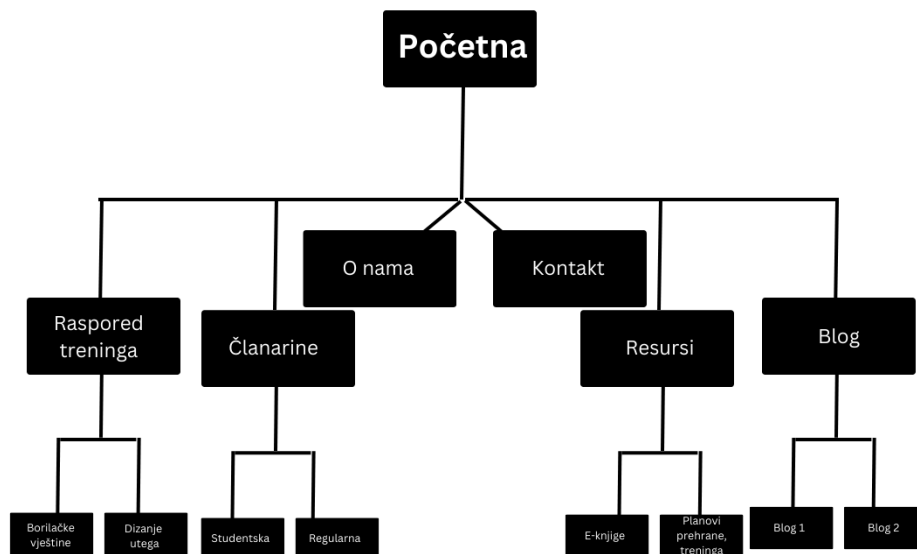 Početna
O nama
Kontakt
Raspored
treninga
Članarine
Resursi
Blog
Borilačke
vještine
Dizanje
utega
Studentska
Regularna
E-knjige
Planovi
prehrane,
treninga
Blog 1
Blog 2